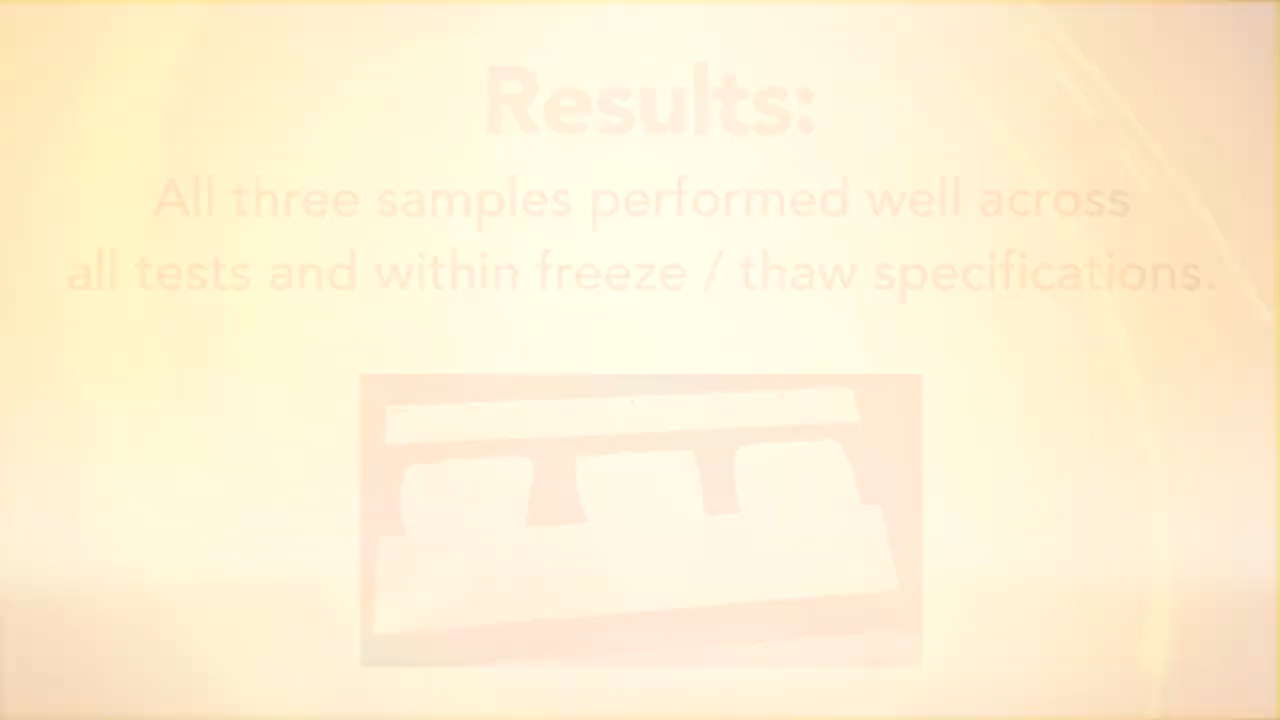 Results:
All three samples performed well across
all tests and within freeze / thaw specifications.